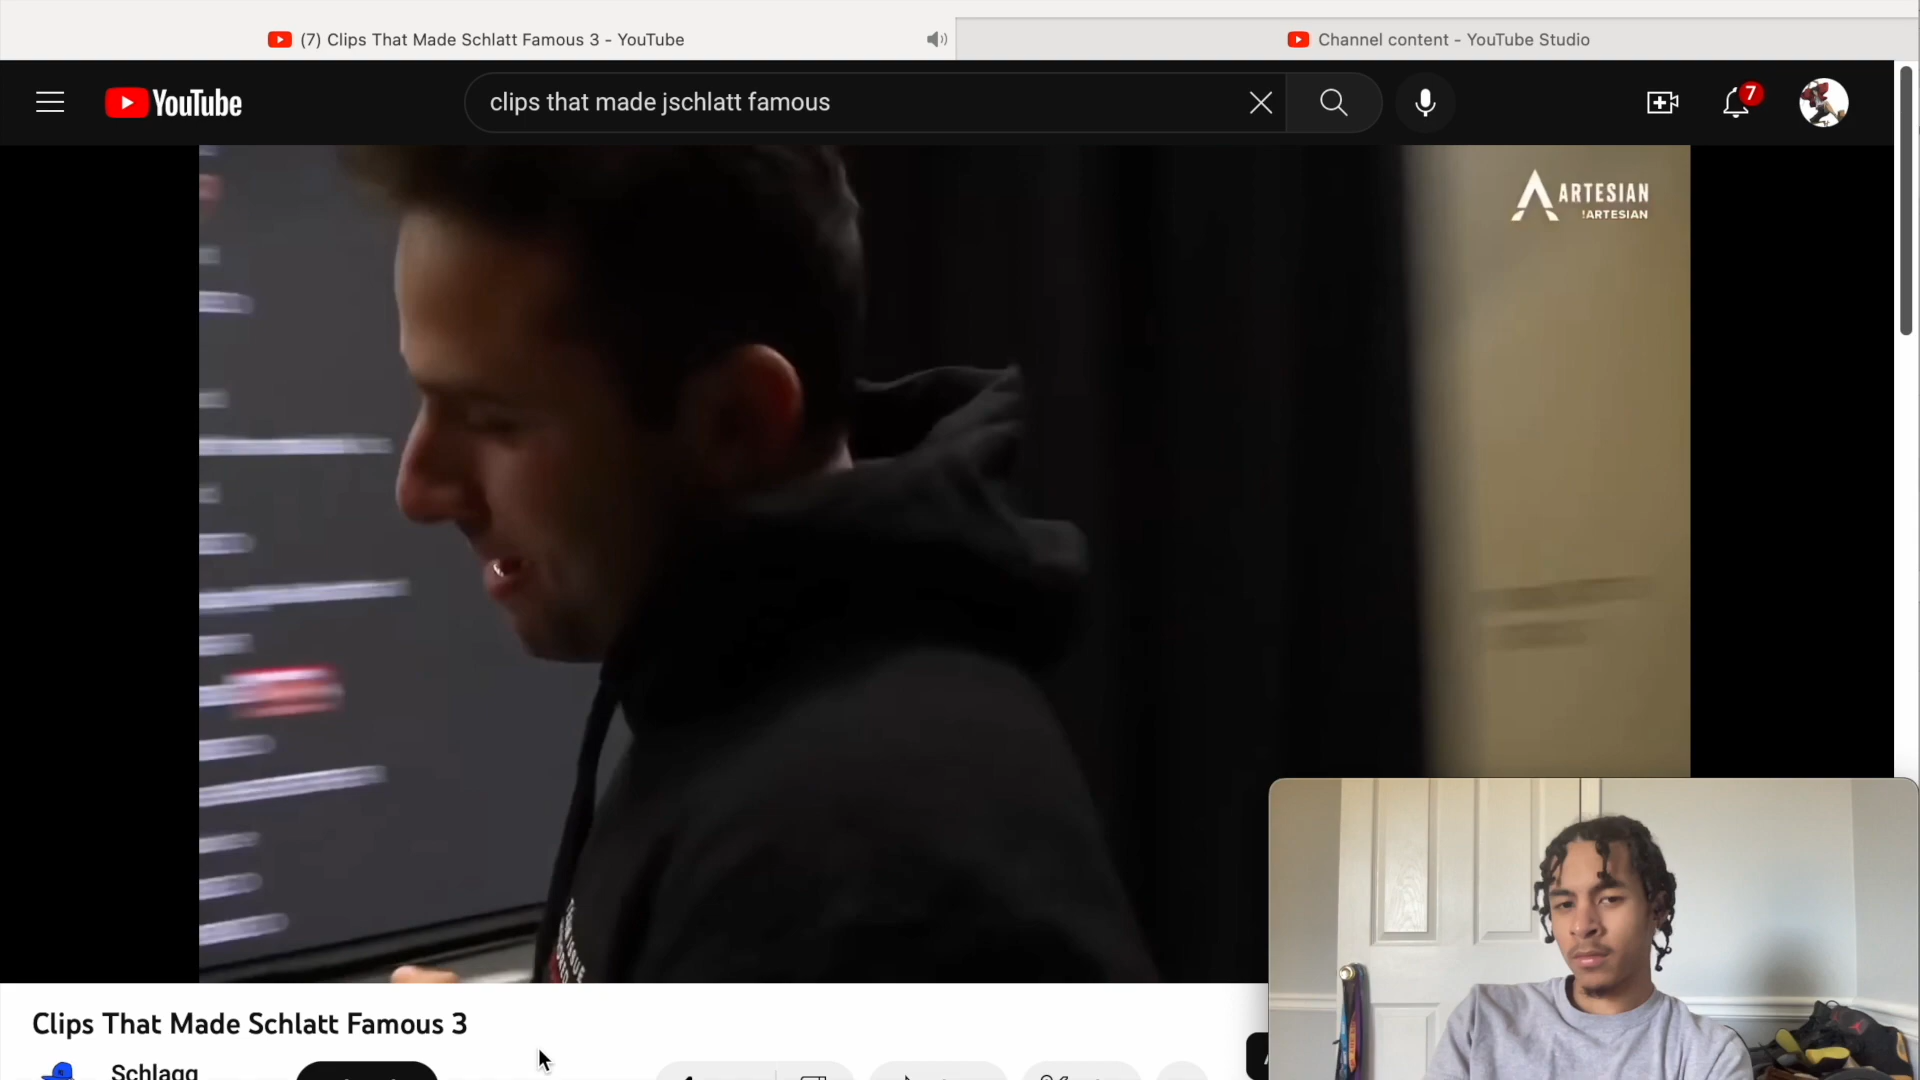 (7) Clips That Made Schlatt Famous 3 - YouTube
Channel content - YouTube Studio
YouTube
clips that made jschlatt famous
7
ARTESIAN
!ARTESIAN
Clips That Made Schlatt Famous 3
Schlagg